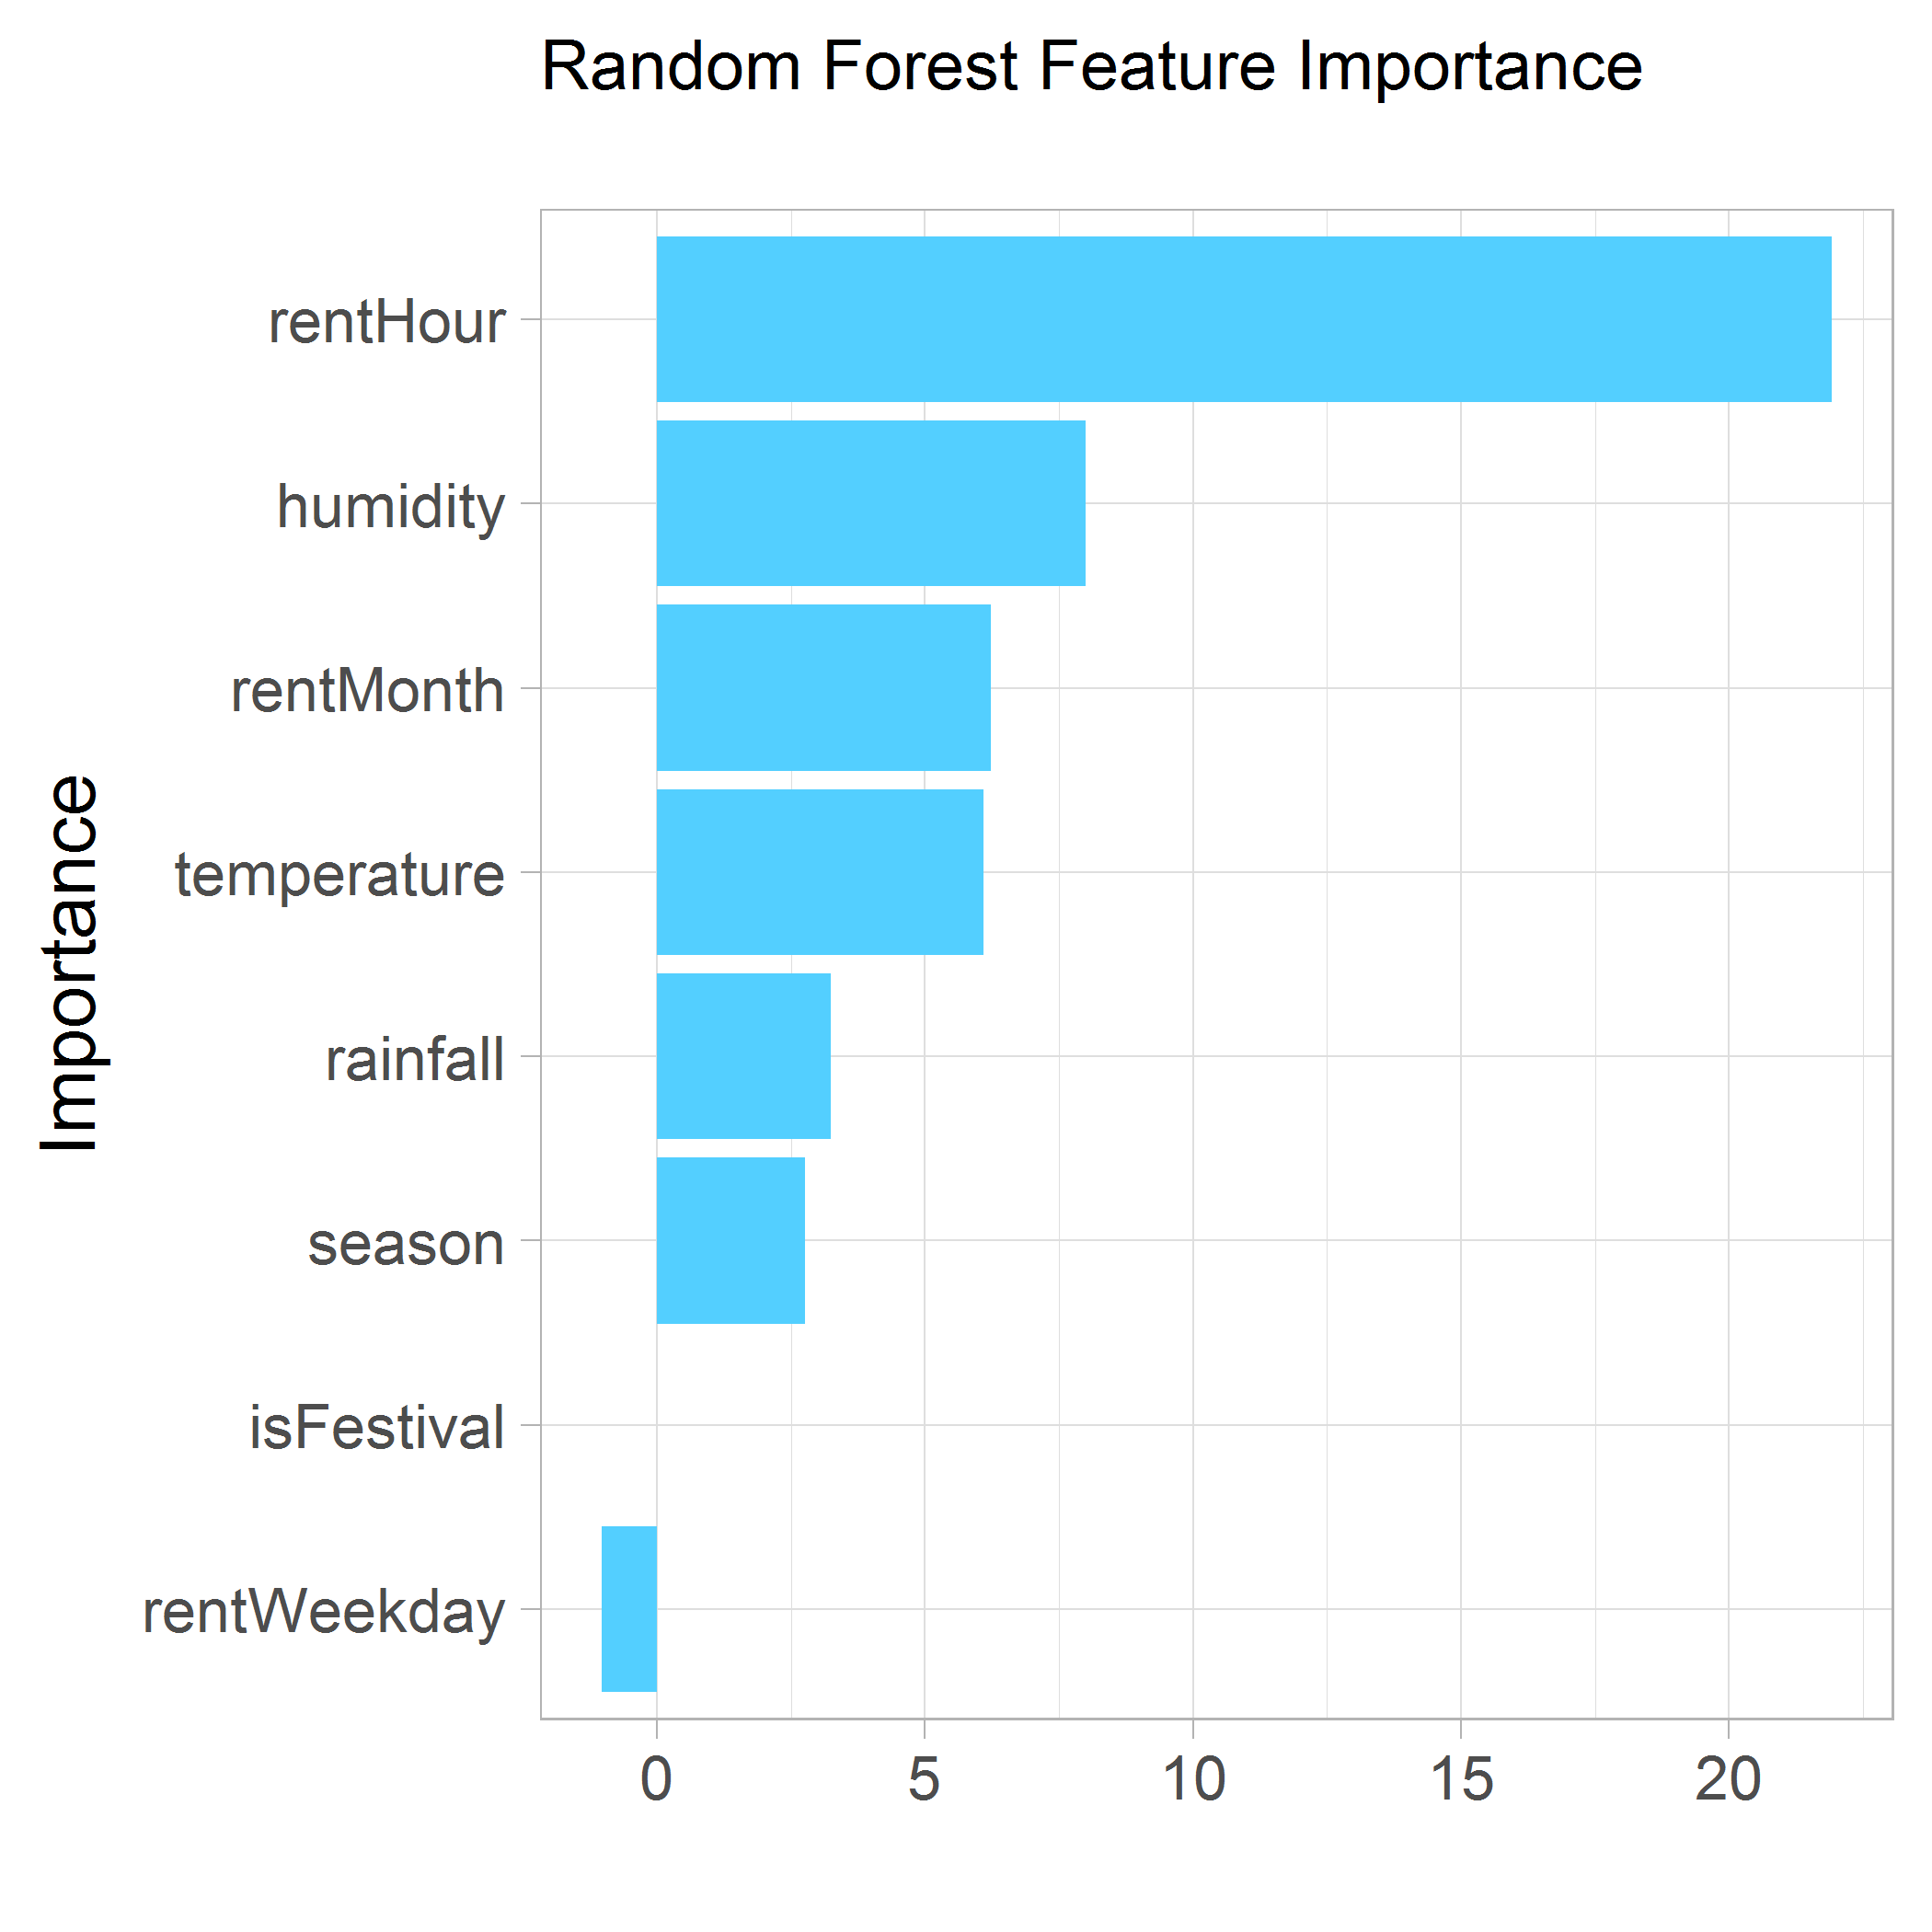 Random Forest Feature Importance
Importance
rentHour
humidity
rentMonth
temperature
rainfall
season
isFestival
rentWeekday
0 5 10 15 20